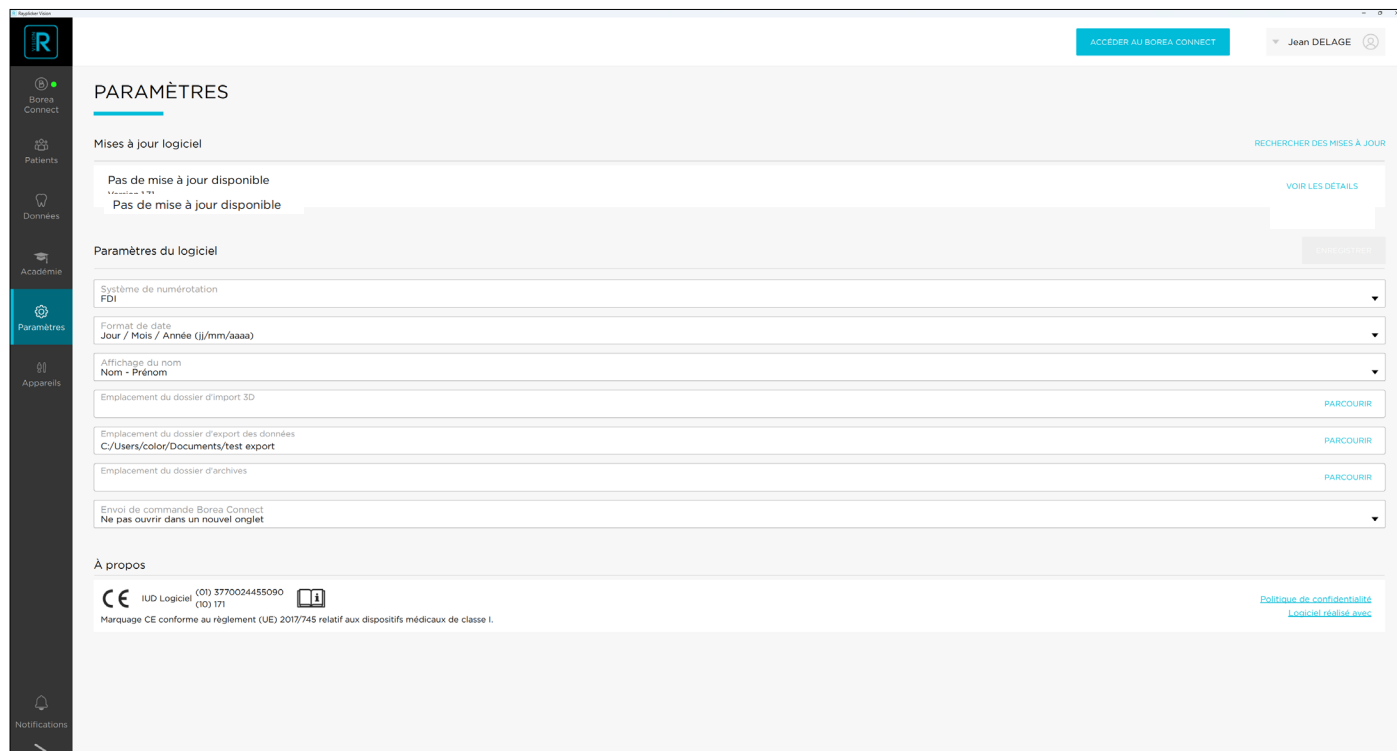 Rayplicker Vision
R
ACCÉDER AU BOREA CONNECT
Jean DELAGE
Borea
Connect
Patients
Données
Académie
Paramètres
Appareils
Notifications
PARAMÈTRES
Mises à jour logiciel
RECHERCHER DES MISES À JOUR
Pas de mise à jour disponible
VOIR LES DÉTAILS
Pas de mise à jour disponible
Paramètres du logiciel
ENREGISTRER
Système de numérotation
FDI
Format de date
Jour / Mois / Année (jj/mm/aaaa)
Affichage du nom
Nom - Prénom
Emplacement du dossier d'import 3D
PARCOURIR
Emplacement du dossier d'export des données
C:/Users/color/Documents/test export
PARCOURIR
Emplacement du dossier d'archives
PARCOURIR
Envoi de commande Borea Connect
Ne pas ouvrir dans un nouvel onglet
À propos
CE IUD Logiciel (01) 3770024455090
(10) 171
Marquage CE conforme au règlement (UE) 2017/745 relatif aux dispositifs médicaux de classe I.
Politique de confidentialité
Logiciel réalisé avec